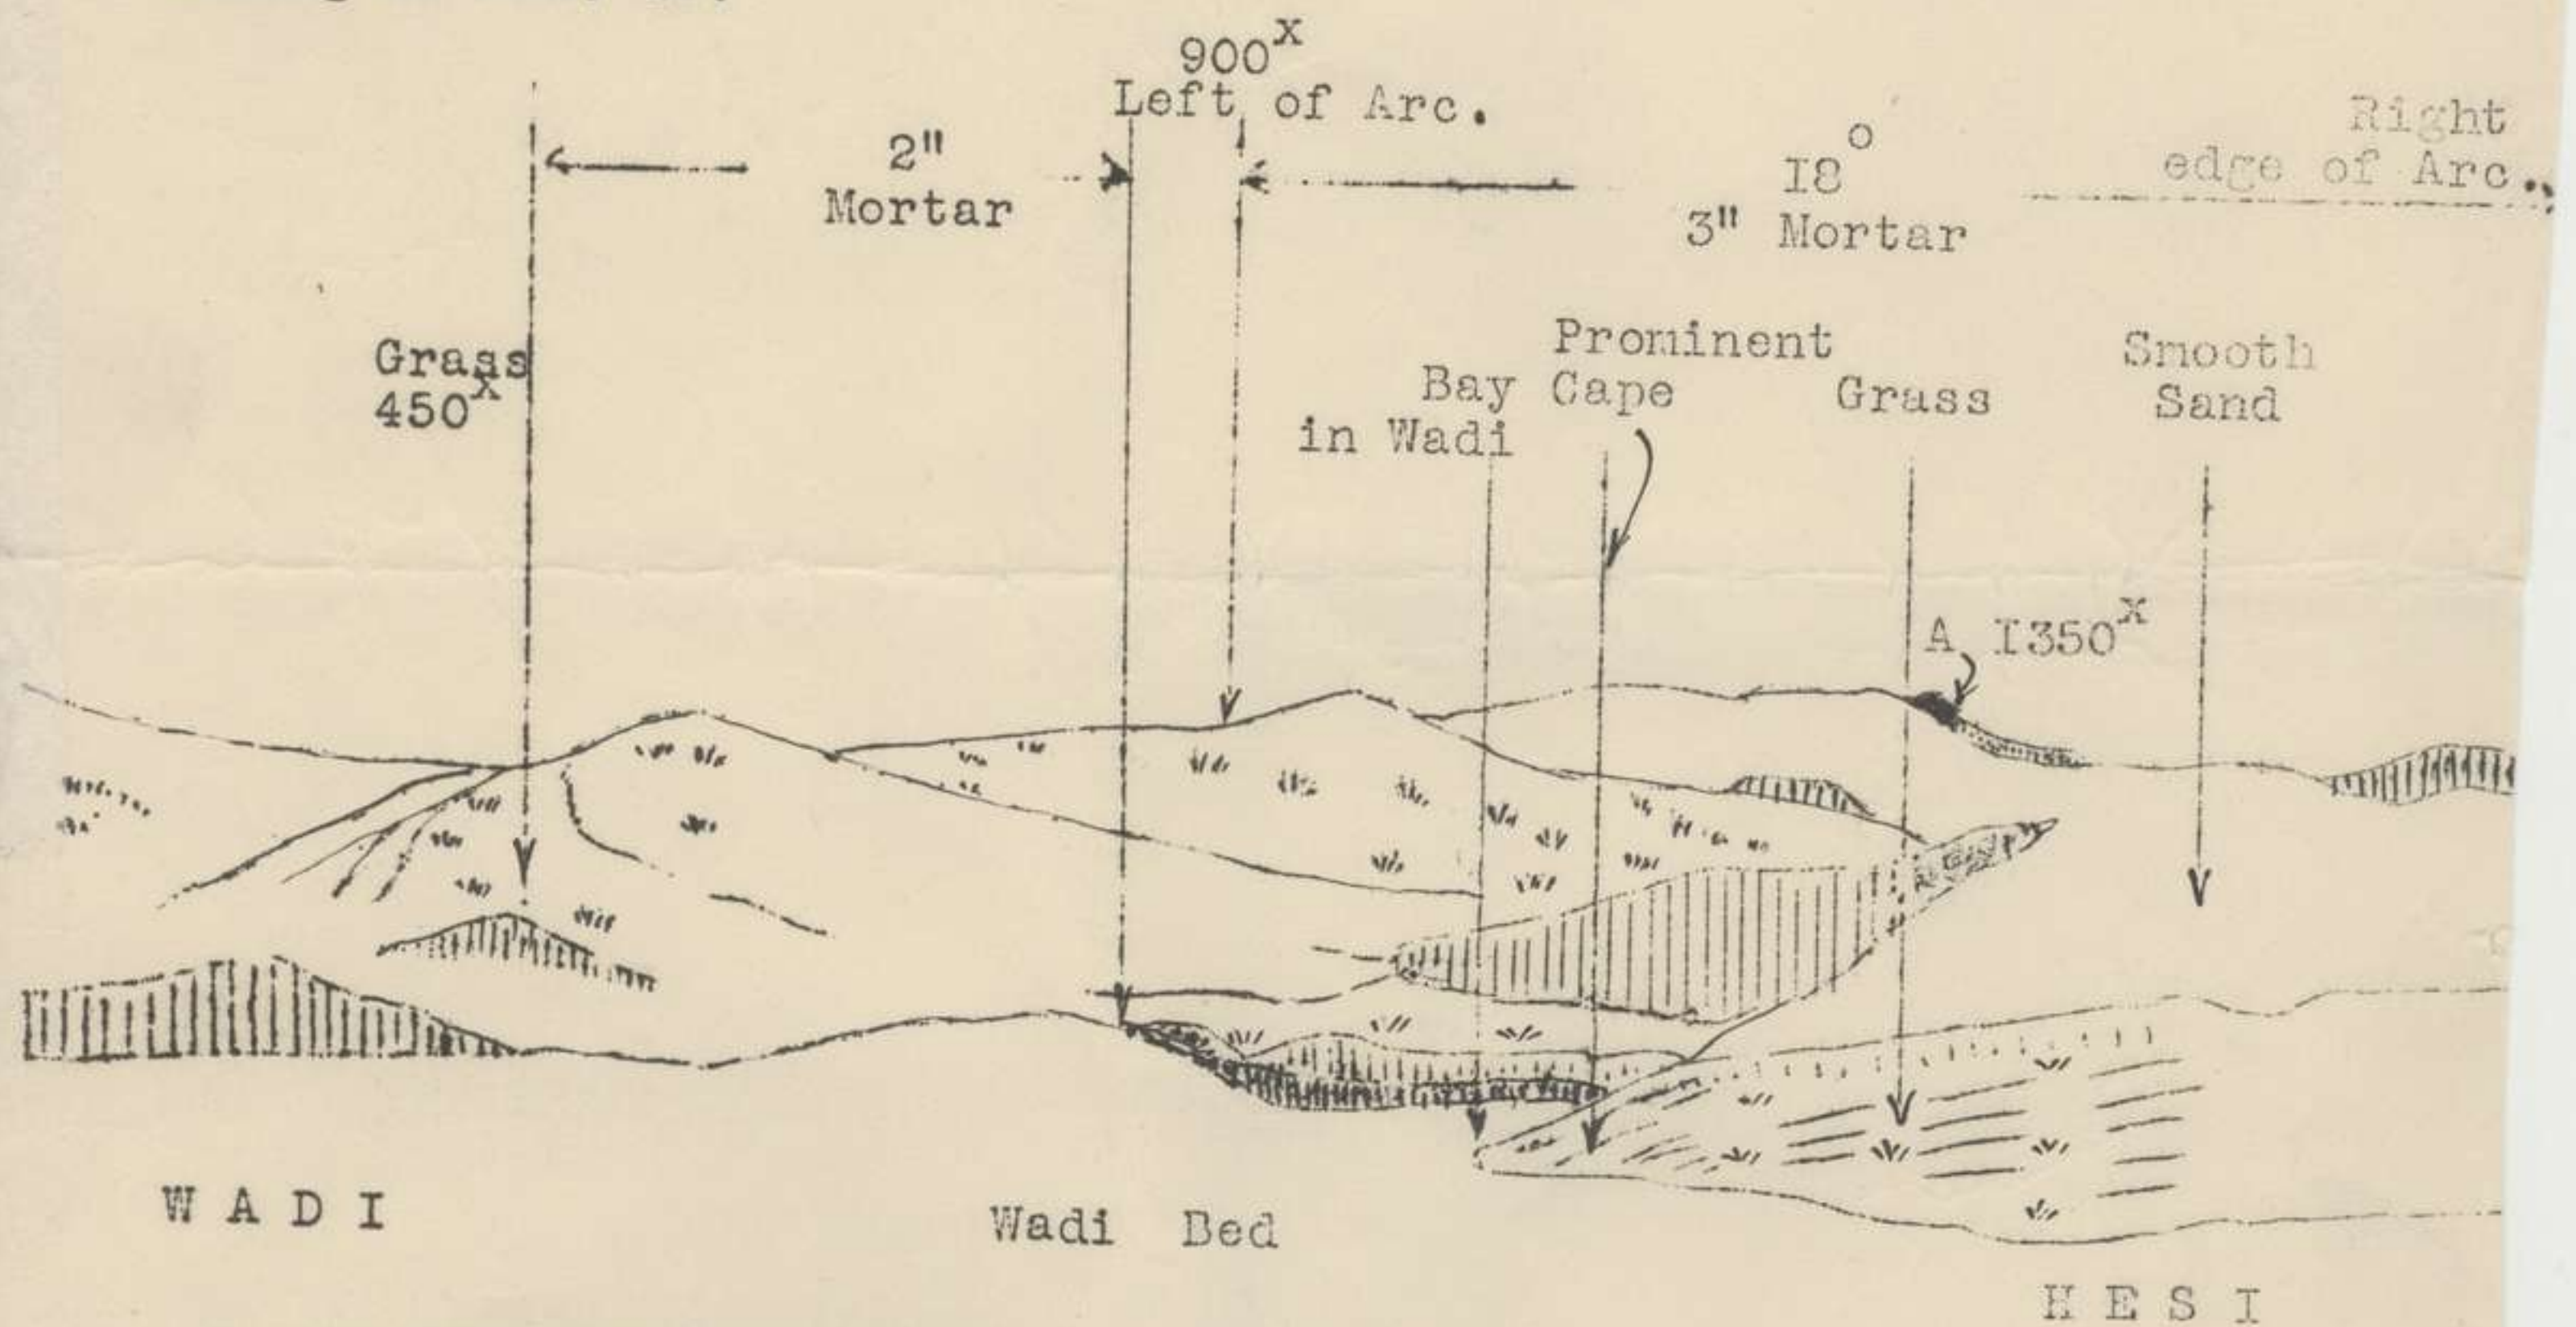 900ˣ
Left of Arc.
2"
Mortar
18°
3" Mortar
Right
edge of Arc.
Grass
450ˣ
Bay
in Wadi
Prominent
Cape
Grass
Smooth
Sand
A I350ˣ
W A D I
Wadi Bed
H E S I